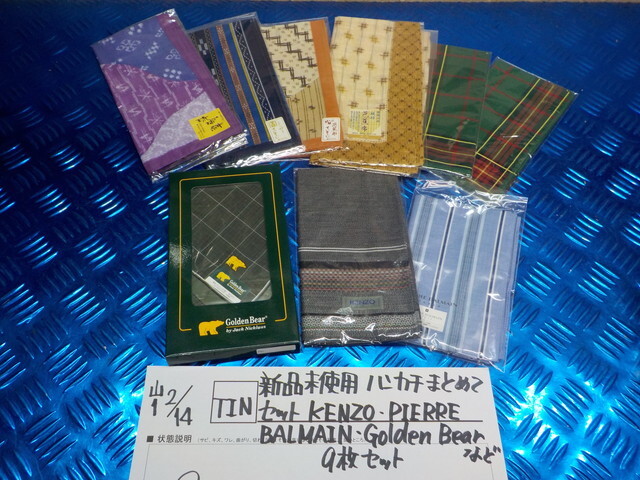 Golden Bear®
by Jack Nicklaus
KENZO
山1 2/14
TIN
新品未使用 ハンカチまとめて
セット KENZO・PIERRE
BALMAIN・Golden Bear
など
9枚セット
■ 状態説明